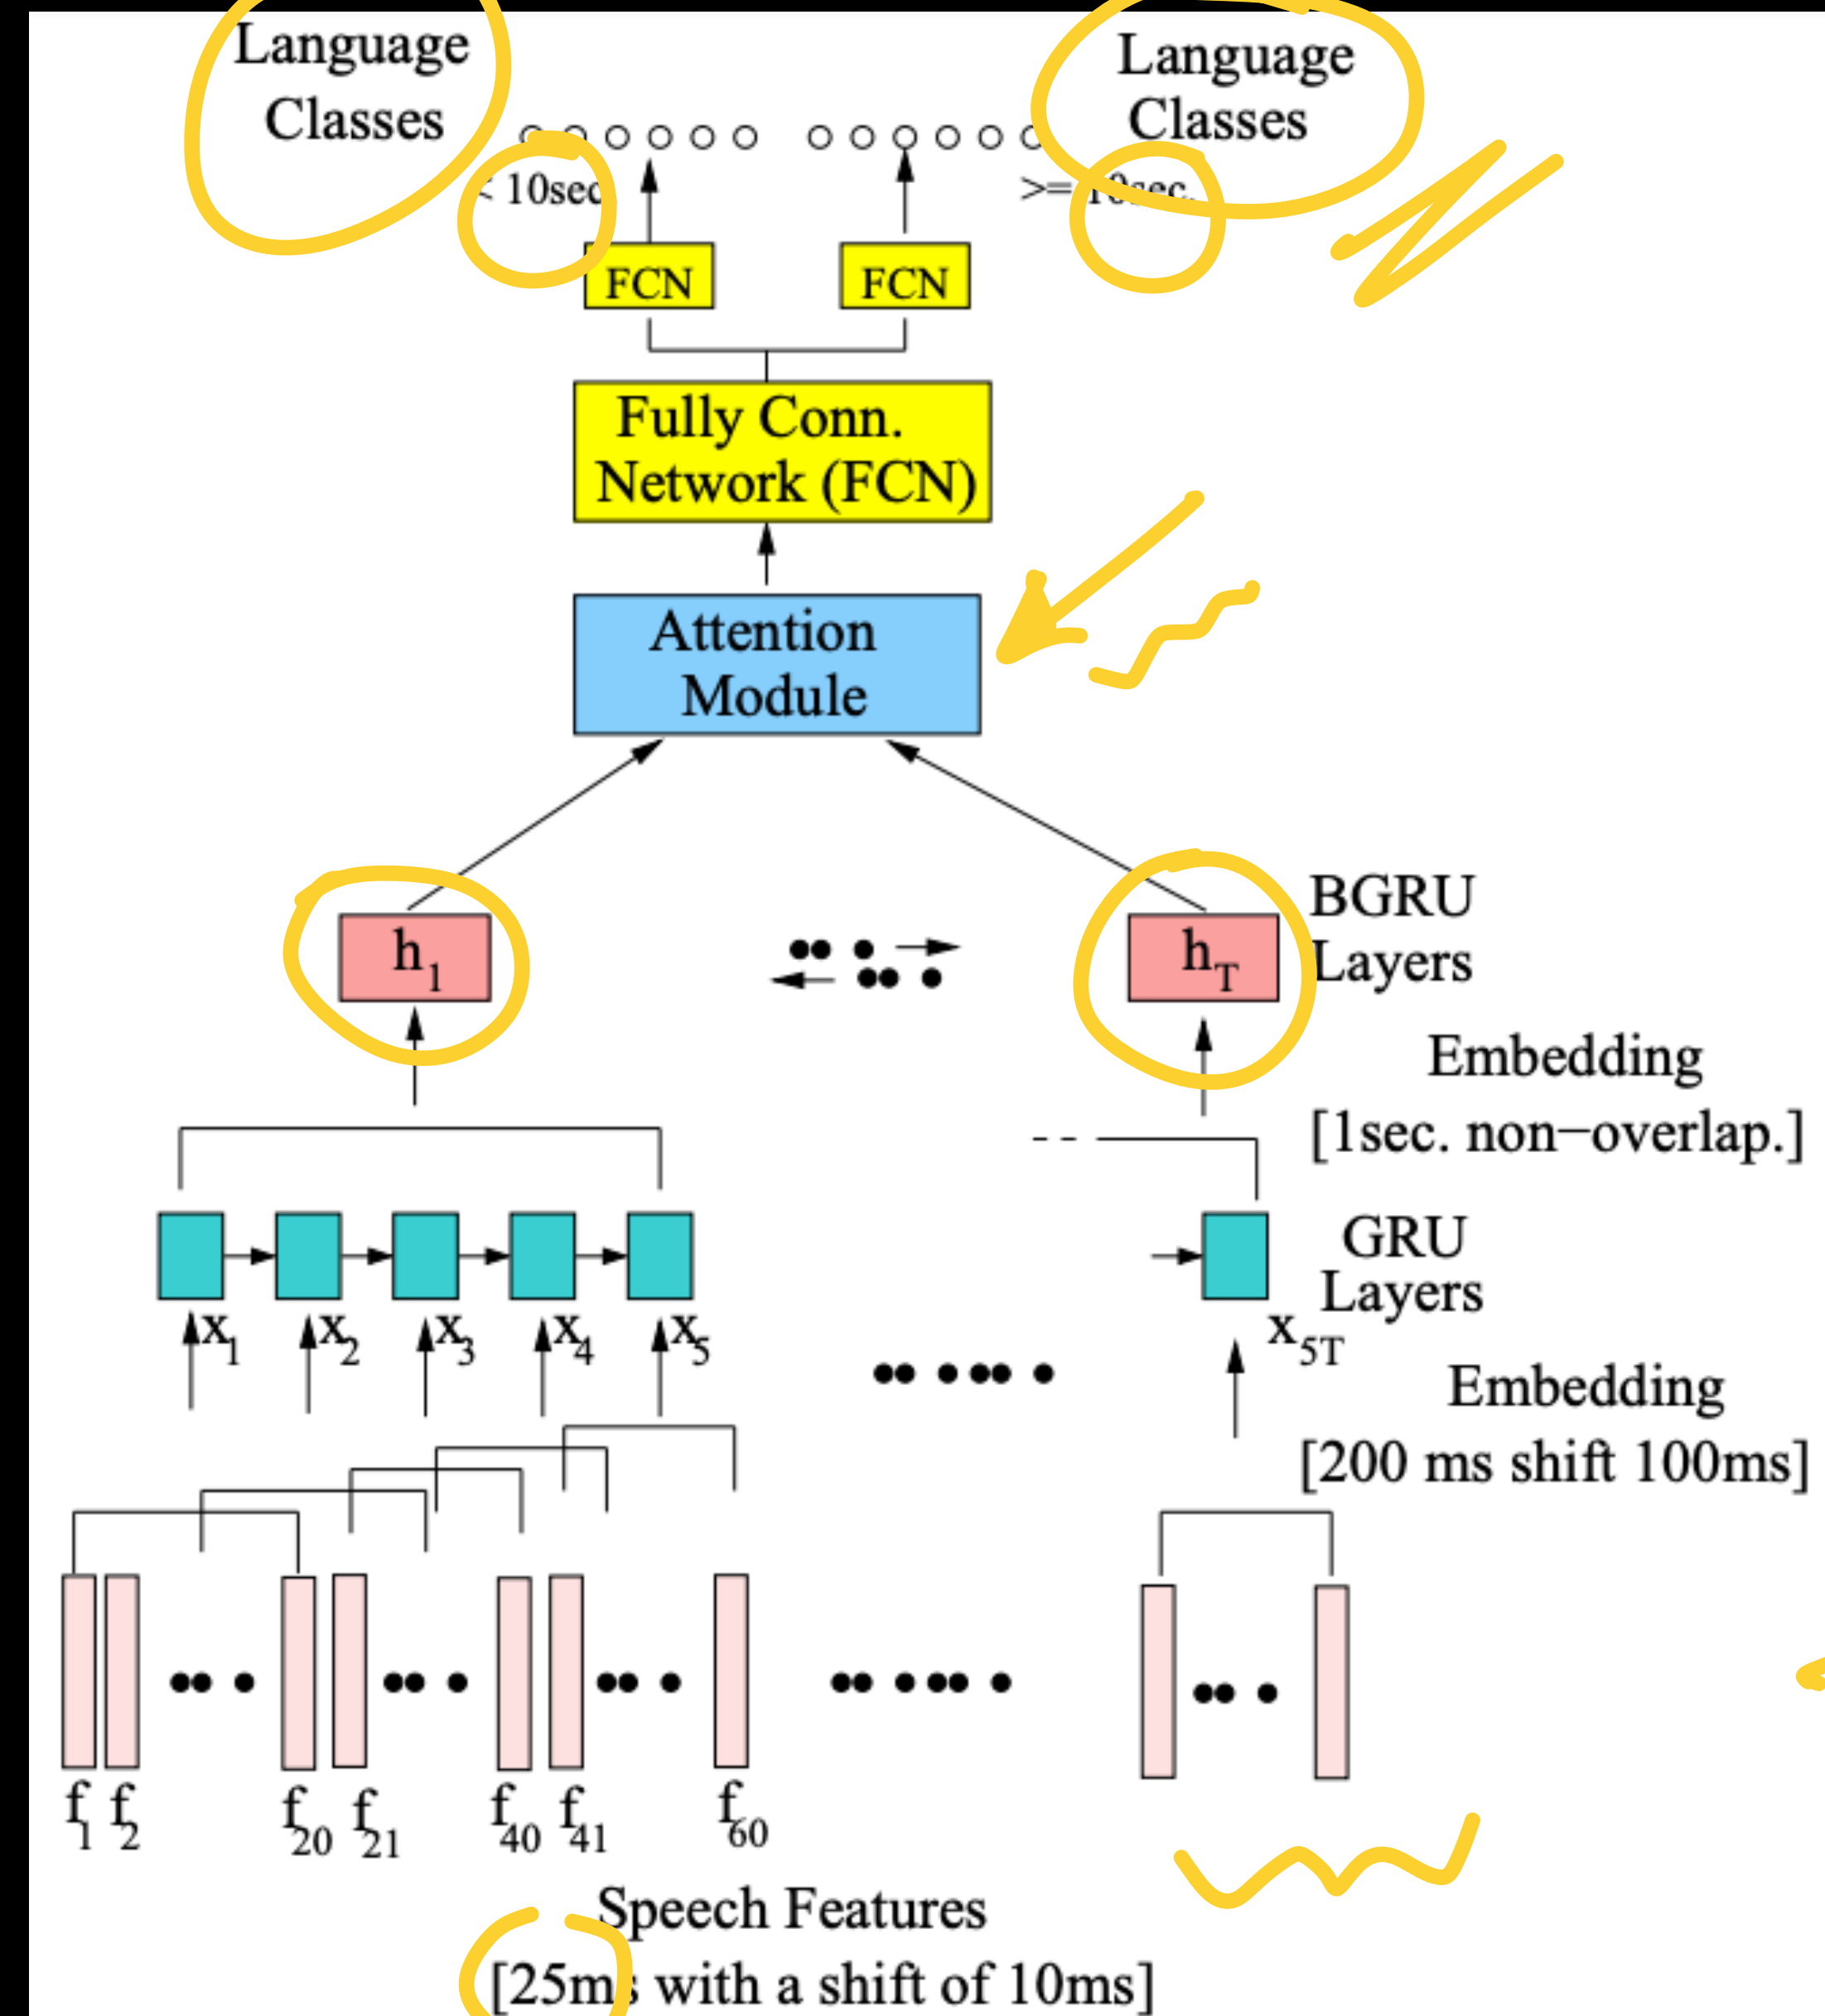 Language
Classes
Language
Classes
< 10sec
>= 10sec.
FCN
FCN
Fully Conn.
Network (FCN)
Attention
Module
h1
hT
BGRU
Layers
Embedding
[1sec. non−overlap.]
GRU
Layers
x1 x2 x3 x4 x5
x5T
Embedding
[200 ms shift 100ms]
f1 f2 f20 f21 f40 f41 f60
Speech Features
[25ms with a shift of 10ms]